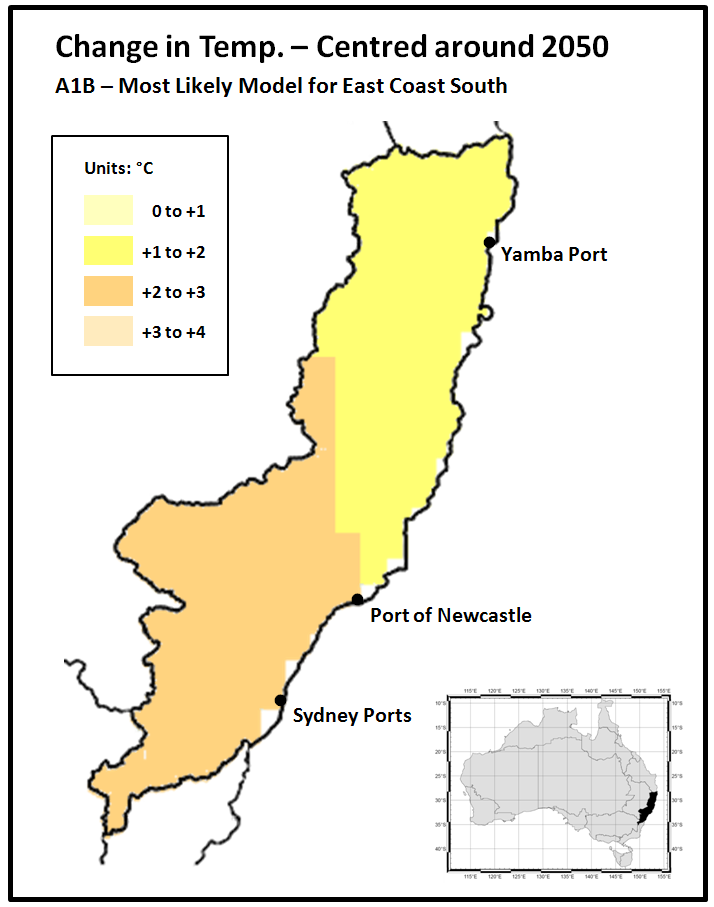 Change in Temp. – Centred around 2050
A1B – Most Likely Model for East Coast South
Units: °C
0 to +1
+1 to +2
+2 to +3
+3 to +4
Yamba Port
Port of Newcastle
Sydney Ports
115°E 120°E 125°E 130°E 135°E 140°E 145°E 150°E 155°E
10°S 10°S
15°S 15°S
20°S 20°S
25°S 25°S
30°S 30°S
35°S 35°S
40°S 40°S
115°E 120°E 125°E 130°E 135°E 140°E 145°E 150°E 155°E